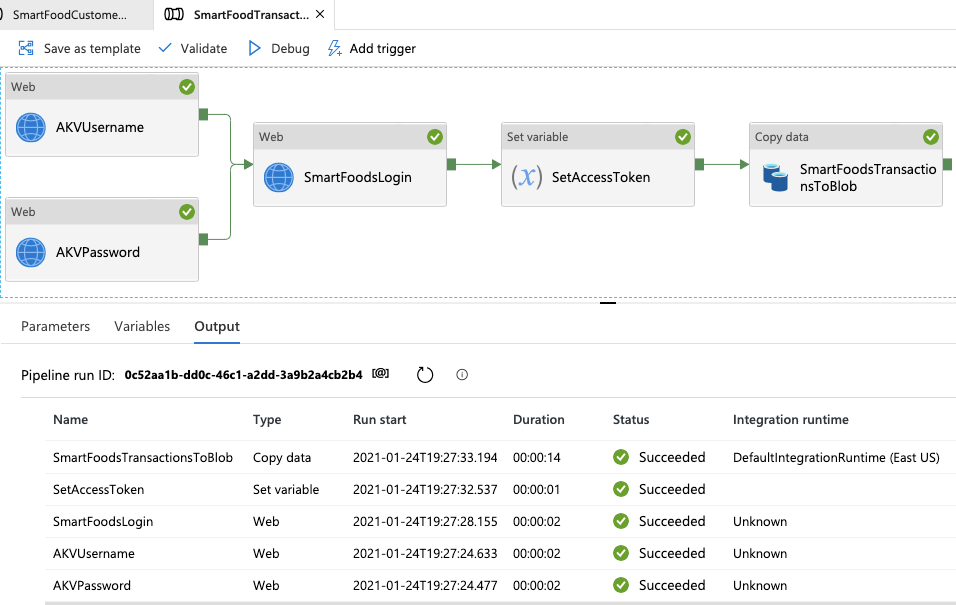 SmartFoodCustome...
SmartFoodTransact...
Save as template Validate Debug Add trigger
Web
AKVUsername
Web
SmartFoodsLogin
Set variable
(x) SetAccessToken
Copy data
SmartFoodsTransactio
nsToBlob
Web
AKVPassword
Parameters Variables Output
Pipeline run ID: 0c52aa1b-dd0c-46c1-a2dd-3a9b2a4cb2b4 [@]
Name Type Run start Duration Status Integration runtime
SmartFoodsTransactionsToBlob Copy data 2021-01-24T19:27:33.194 00:00:14 Succeeded DefaultIntegrationRuntime (East US)
SetAccessToken Set variable 2021-01-24T19:27:32.537 00:00:01 Succeeded
SmartFoodsLogin Web 2021-01-24T19:27:28.155 00:00:02 Succeeded Unknown
AKVUsername Web 2021-01-24T19:27:24.633 00:00:02 Succeeded Unknown
AKVPassword Web 2021-01-24T19:27:24.477 00:00:02 Succeeded Unknown